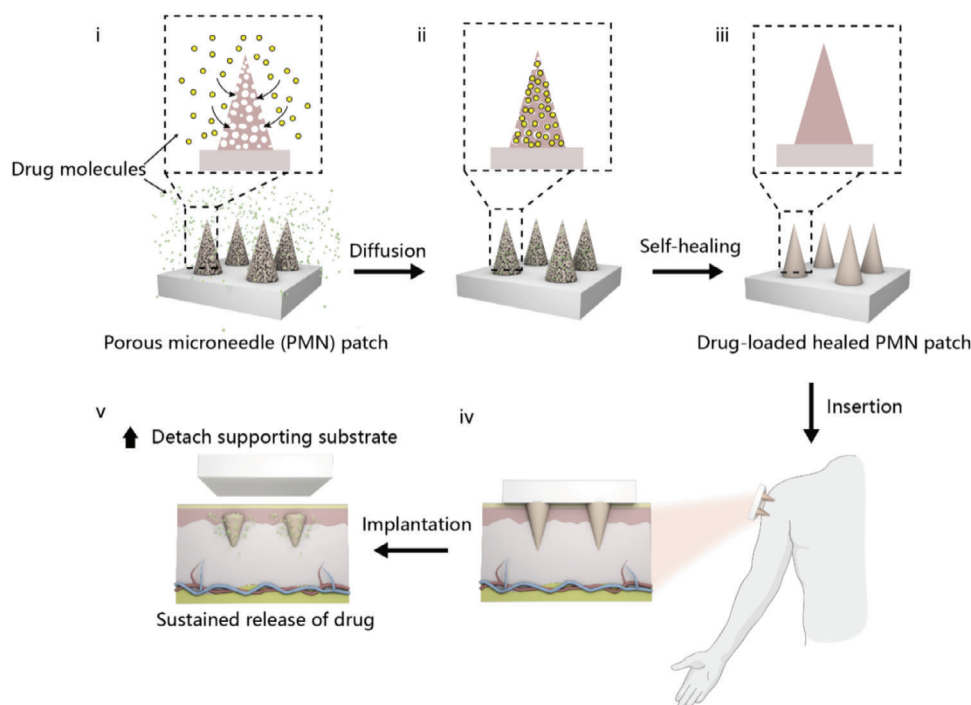 i
ii
iii
Drug molecules
Diffusion
Self-healing
Porous microneedle (PMN) patch
Drug-loaded healed PMN patch
Insertion
iv
v
Detach supporting substrate
Implantation
Sustained release of drug